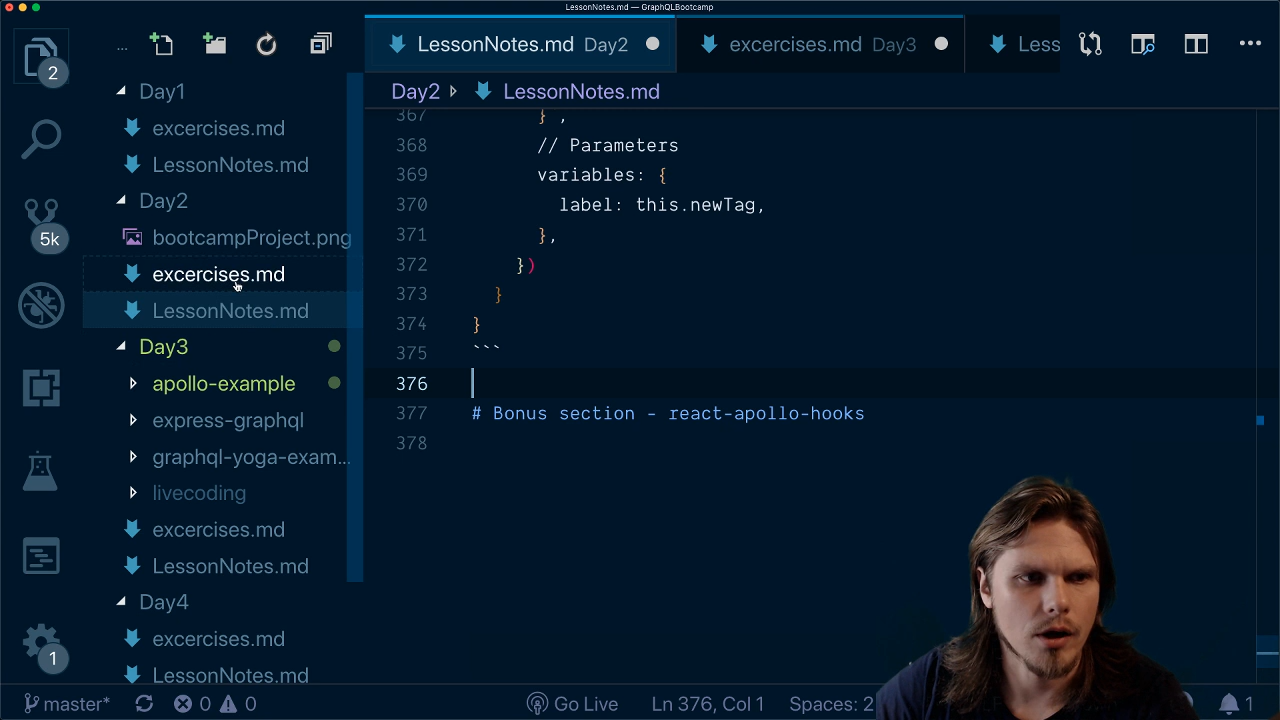 LessonNotes.md — GraphQLBootcamp
...
LessonNotes.md Day2
excercises.md Day3
Less
2
Day2 LessonNotes.md
Day1
excercises.md
LessonNotes.md
Day2
bootcampProject.png
excercises.md
LessonNotes.md
Day3
apollo-example
express-graphql
graphql-yoga-exam...
livecoding
excercises.md
LessonNotes.md
Day4
excercises.md
LessonNotes.md
5k
1
367 } ,
368 // Parameters
369 variables: {
370 label: this.newTag,
371 },
372 })
373 }
374 }
375 ```
376
377 # Bonus section - react-apollo-hooks
378
master* 0 0 Go Live Ln 376, Col 1 Spaces: 2 1